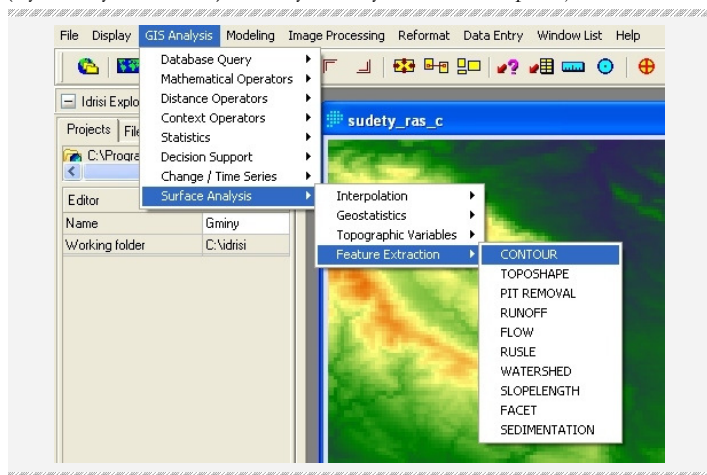 File Display GIS Analysis Modeling Image Processing Reformat Data Entry Window List Help
Database Query
Mathematical Operators
Distance Operators
Context Operators
Statistics
Decision Support
Change / Time Series
Surface Analysis
Idrisi Explo
Projects File
C:\Progra
Editor
Name Gminy
Working folder C:\idrisi
sudety_ras_c
Interpolation
Geostatistics
Topographic Variables
Feature Extraction
CONTOUR
TOPOSHAPE
PIT REMOVAL
RUNOFF
FLOW
RUSLE
WATERSHED
SLOPELENGTH
FACET
SEDIMENTATION